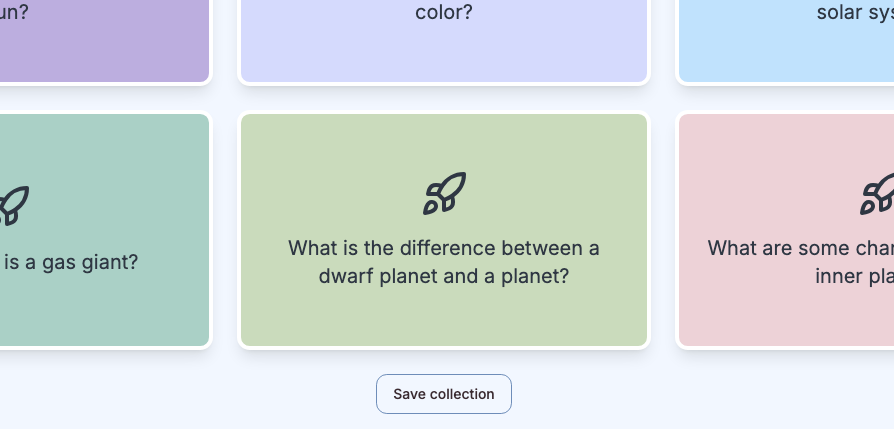 un?
color?
solar sys
is a gas giant?
What is the difference between a
dwarf planet and a planet?
What are some char
inner pla
Save collection